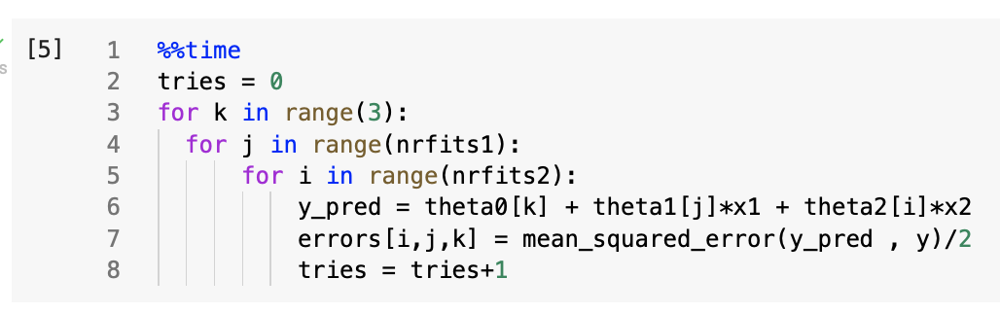 [5] 1 %%time
2 tries = 0
3 for k in range(3):
4 for j in range(nrfits1):
5 for i in range(nrfits2):
6 y_pred = theta0[k] + theta1[j]*x1 + theta2[i]*x2
7 errors[i,j,k] = mean_squared_error(y_pred , y)/2
8 tries = tries+1